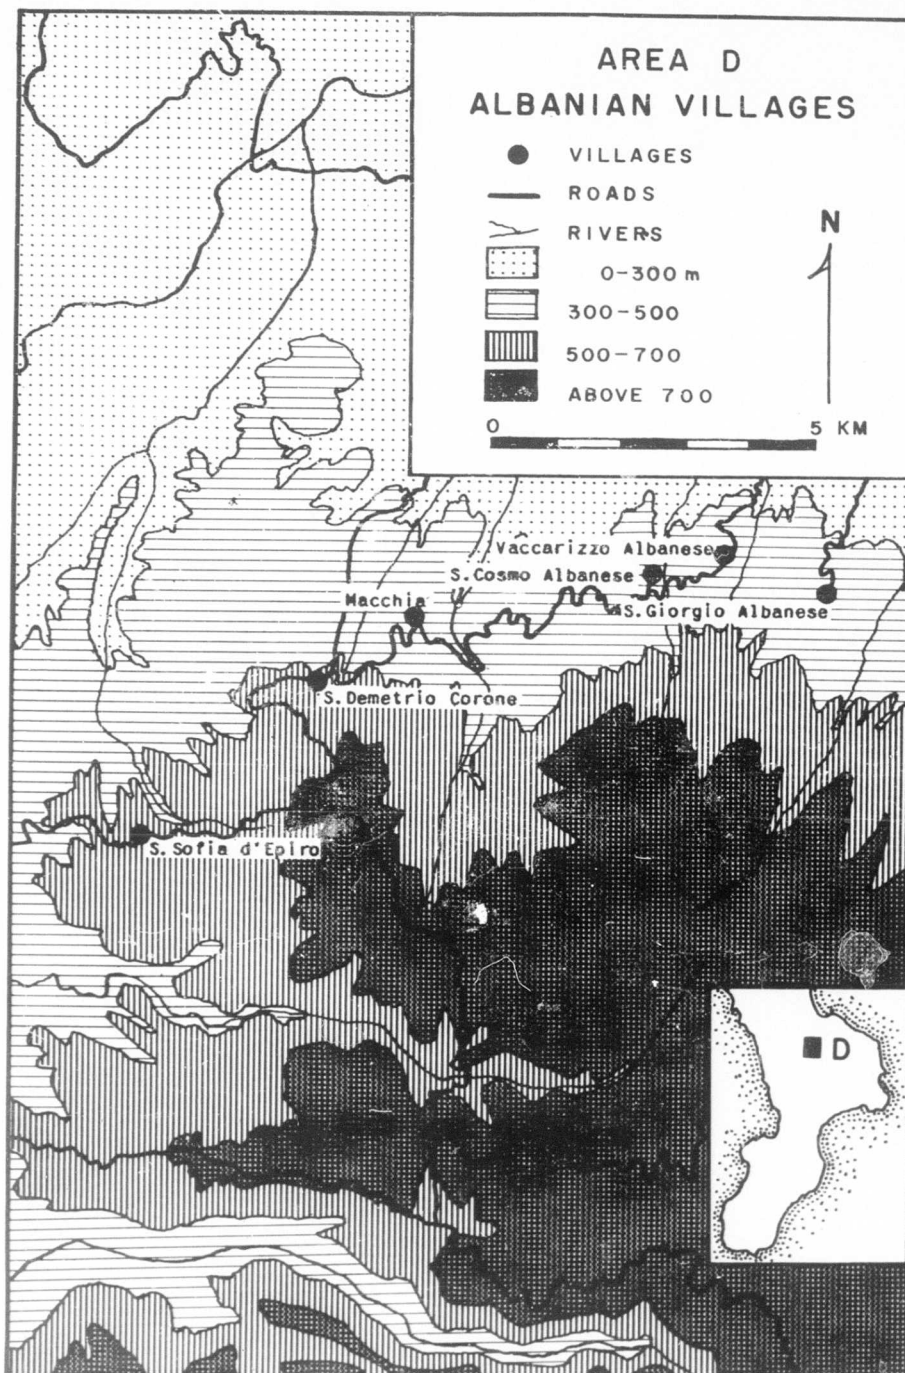 AREA D
ALBANIAN VILLAGES
VILLAGES
ROADS
RIVERS
0-300 m
300-500
500-700
ABOVE 700
N
0 5 KM
Vaccarizzo Albanese
S.Cosmo Albanese
S.Giorgio Albanese
Macchia
S.Demetrio Corone
S.Sofia d'Epiro
D